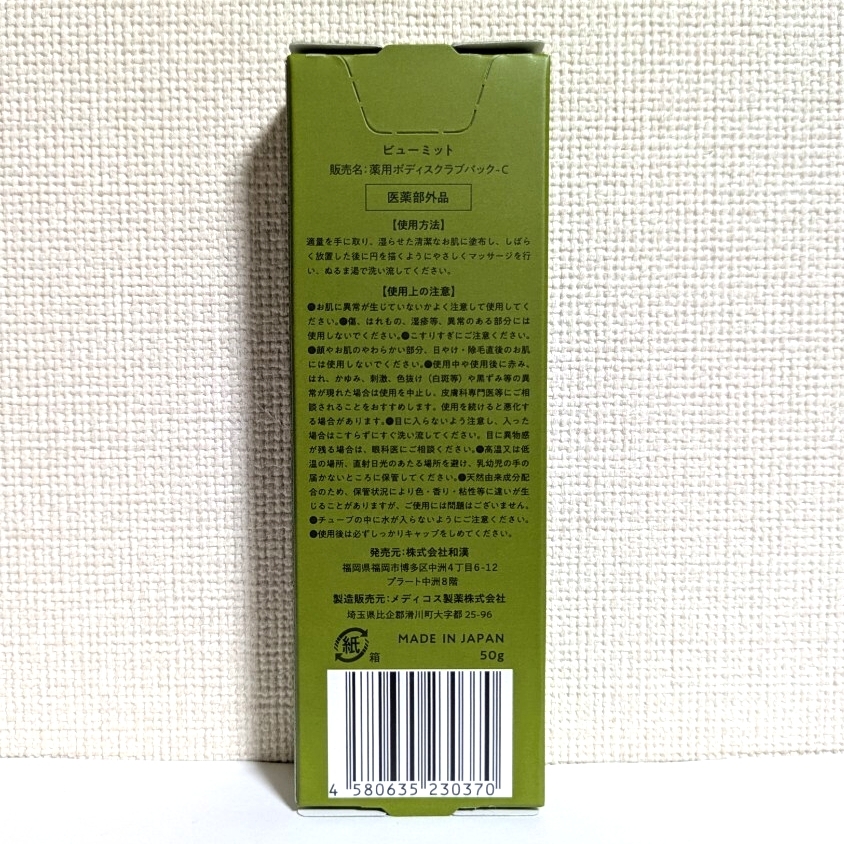 ビューミット
販売名:薬用ボディスクラブパック-C
医薬部外品
【使用方法】
適量を手に取り、湿らせた清潔なお肌に塗布し、しばら
く放置した後に円を描くようにやさしくマッサージを行
い、ぬるま湯で洗い流してください。
【使用上の注意】
●お肌に異常が生じていないかよく注意して使用してく
ださい。●傷、はれもの、湿疹等、異常のある部分には
使用しないでください。●こすりすぎにご注意ください。
●顔やお肌のやわらかい部分、日やけ・除毛直後のお肌
には使用しないでください。●使用中や使用後に赤み、
はれ、かゆみ、刺激、色抜け(白斑等)や黒ずみ等の異
常が現れた場合は使用を中止し、皮膚科専門医等にご相
談されることをおすすめします。使用を続けると悪化す
る場合があります。●目に入らないよう注意し、入った
場合はこすらずにすぐ洗い流してください。目に異物感
が残る場合は、眼科医にご相談ください。●高温又は低
温の場所、直射日光のあたる場所を避け、乳幼児の手の
届かないところに保管してください。●天然由来成分配
合のため、保管状況により色・香り・粘性等に違いが生
じることがありますが、ご使用には問題はございません。
●チューブの中に水が入らないようにご注意ください。
●使用後は必ずしっかりキャップをしめてください。
発売元:株式会社和漢
福岡県福岡市博多区中洲4丁目6-12
プラート中洲8階
製造販売元:メディコス製薬株式会社
埼玉県比企郡滑川町大字都25-96
紙 箱
MADE IN JAPAN
50g
4 580635 230370